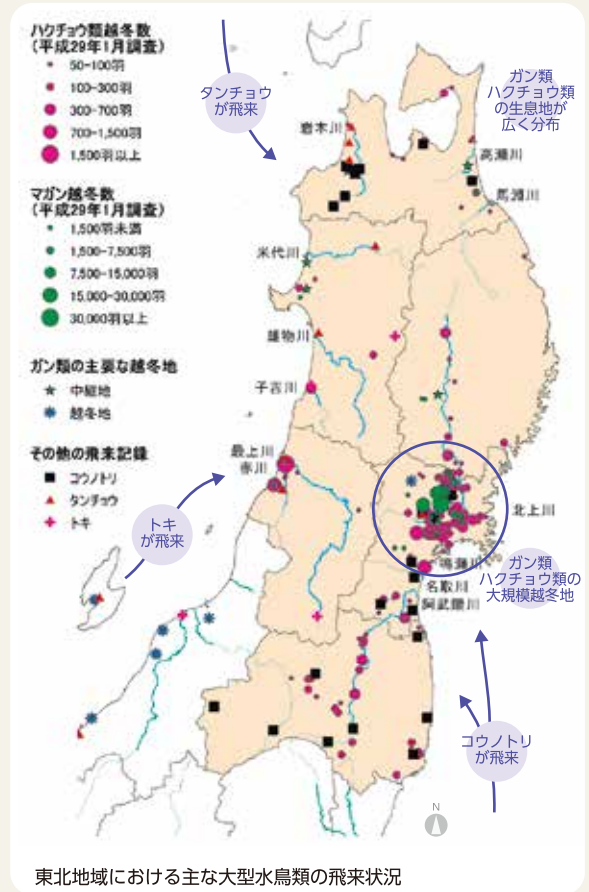 ハクチョウ類越冬数
(平成29年1月調査)
50-100羽
100-300羽
300-700羽
700-1,500羽
1,500羽以上
マガン越冬数
(平成29年1月調査)
1,500羽未満
1,500-7,500羽
7,500-15,000羽
15,000-30,000羽
30,000羽以上
ガン類の主要な越冬地
中継地
越冬地
その他の飛来記録
コウノトリ
タンチョウ
トキ
タンチョウ
が飛来
ガン類
ハクチョウ類
の生息地が
広く分布
岩木川
高瀬川
馬淵川
米代川
雄物川
子吉川
最上川
赤川
北上川
鳴瀬川
名取川
阿武隈川
トキ
が飛来
ガン類
ハクチョウ類の
大規模越冬地
コウノトリ
が飛来
N
東北地域における主な大型水鳥類の飛来状況